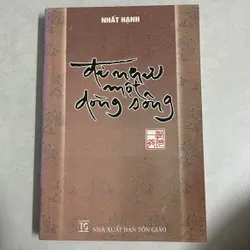 NHẤT HẠNH
đi như
một
dòng sông
NHÀ XUẤT BẢN TÔN GIÁO